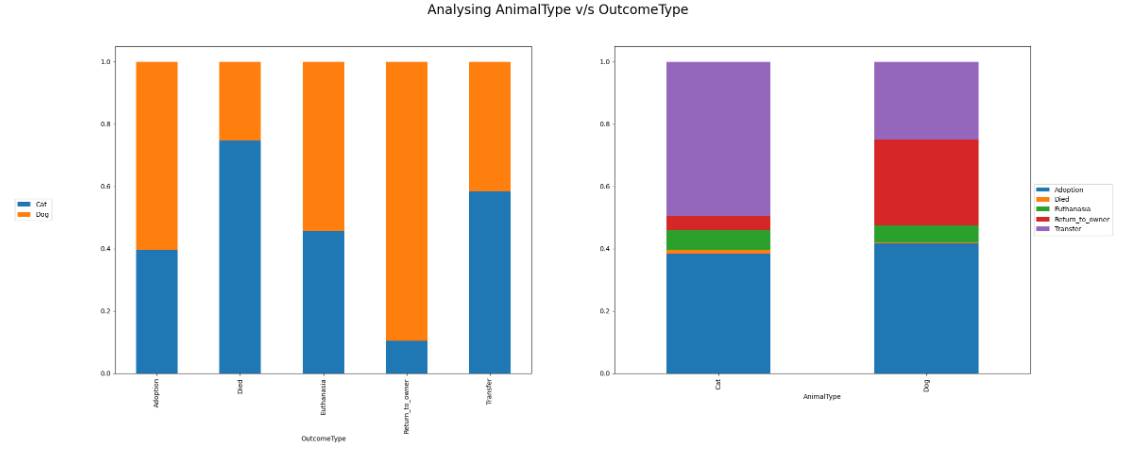 Analysing AnimalType v/s OutcomeType
Cat
Dog
1.0
0.8
0.6
0.4
0.2
0.0
Adoption
Died
Euthanasia
Return_to_owner
Transfer
OutcomeType
1.0
0.8
0.6
0.4
0.2
0.0
Cat
Dog
AnimalType
Adoption
Died
Euthanasia
Return_to_owner
Transfer